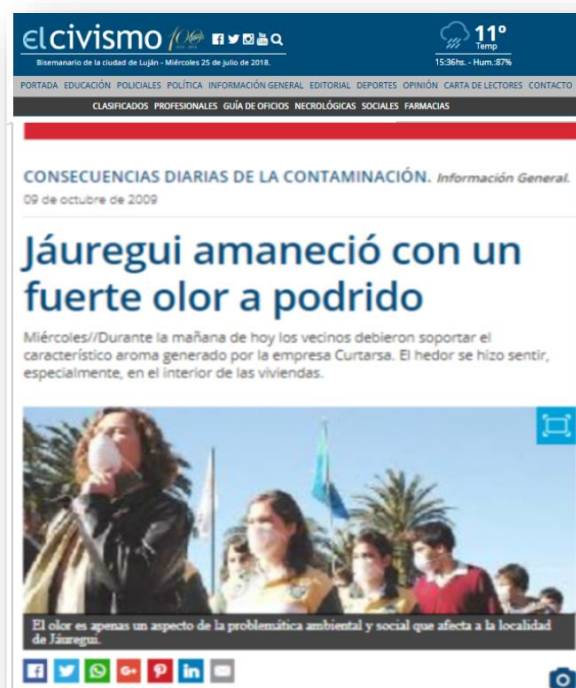 elcivismo 100
11º
Temp
Bisemanario de la ciudad de Luján - Miércoles 25 de julio de 2018.
15:36hs. - Hum.:87%
PORTADA EDUCACIÓN POLICIALES POLÍTICA INFORMACIÓN GENERAL EDITORIAL DEPORTES OPINIÓN CARTA DE LECTORES CONTACTO
CLASIFICADOS PROFESIONALES GUÍA DE OFICIOS NECROLÓGICAS SOCIALES FARMACIAS
CONSECUENCIAS DIARIAS DE LA CONTAMINACIÓN. Información General.
09 de octubre de 2009
Jáuregui amaneció con un
fuerte olor a podrido
Miércoles//Durante la mañana de hoy los vecinos debieron soportar el
característico aroma generado por la empresa Curtarsa. El hedor se hizo sentir,
especialmente, en el interior de las viviendas.
El olor es apenas un aspecto de la problemática ambiental y social que afecta a la localidad
de Jáuregui.